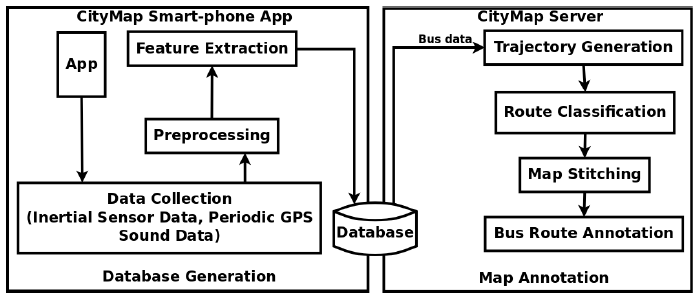 CityMap Smart-phone App
App
Feature Extraction
Preprocessing
Data Collection
(Inertial Sensor Data, Periodic GPS
Sound Data)
Database Generation
Database
CityMap Server
Bus data
Trajectory Generation
Route Classification
Map Stitching
Bus Route Annotation
Map Annotation